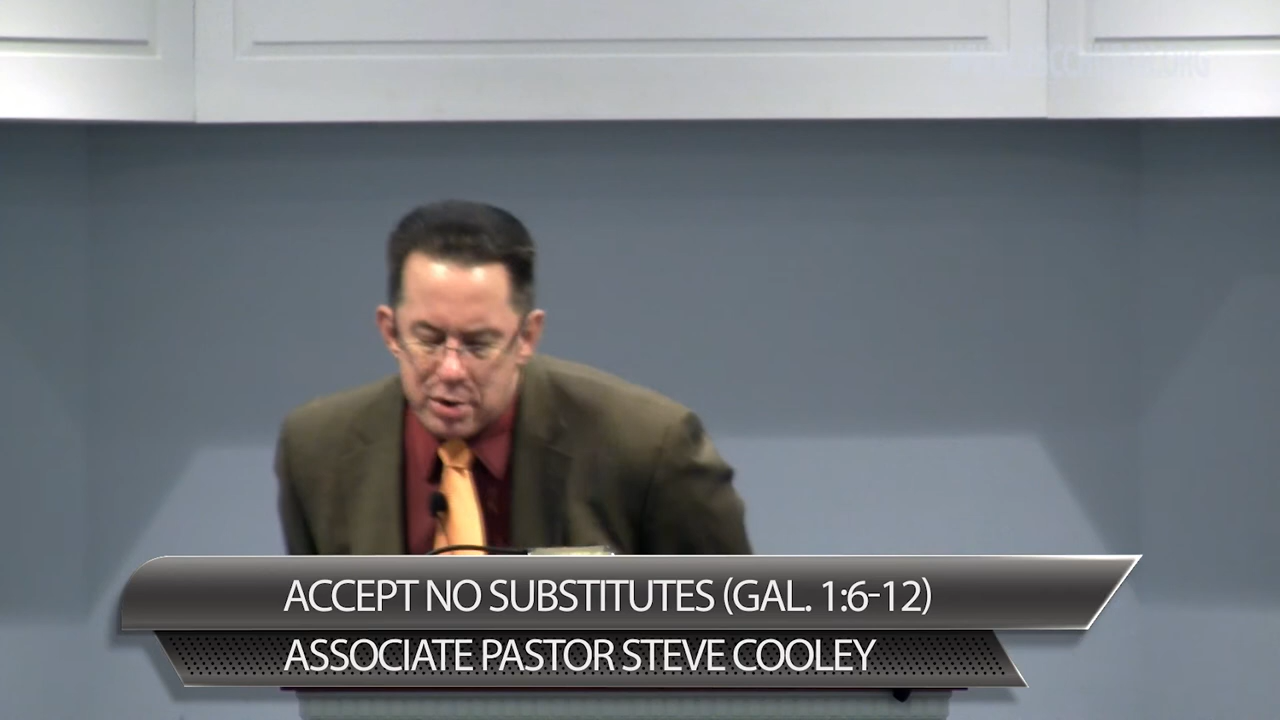 ACCEPT NO SUBSTITUTES (GAL. 1:6-12)
ASSOCIATE PASTOR STEVE COOLEY